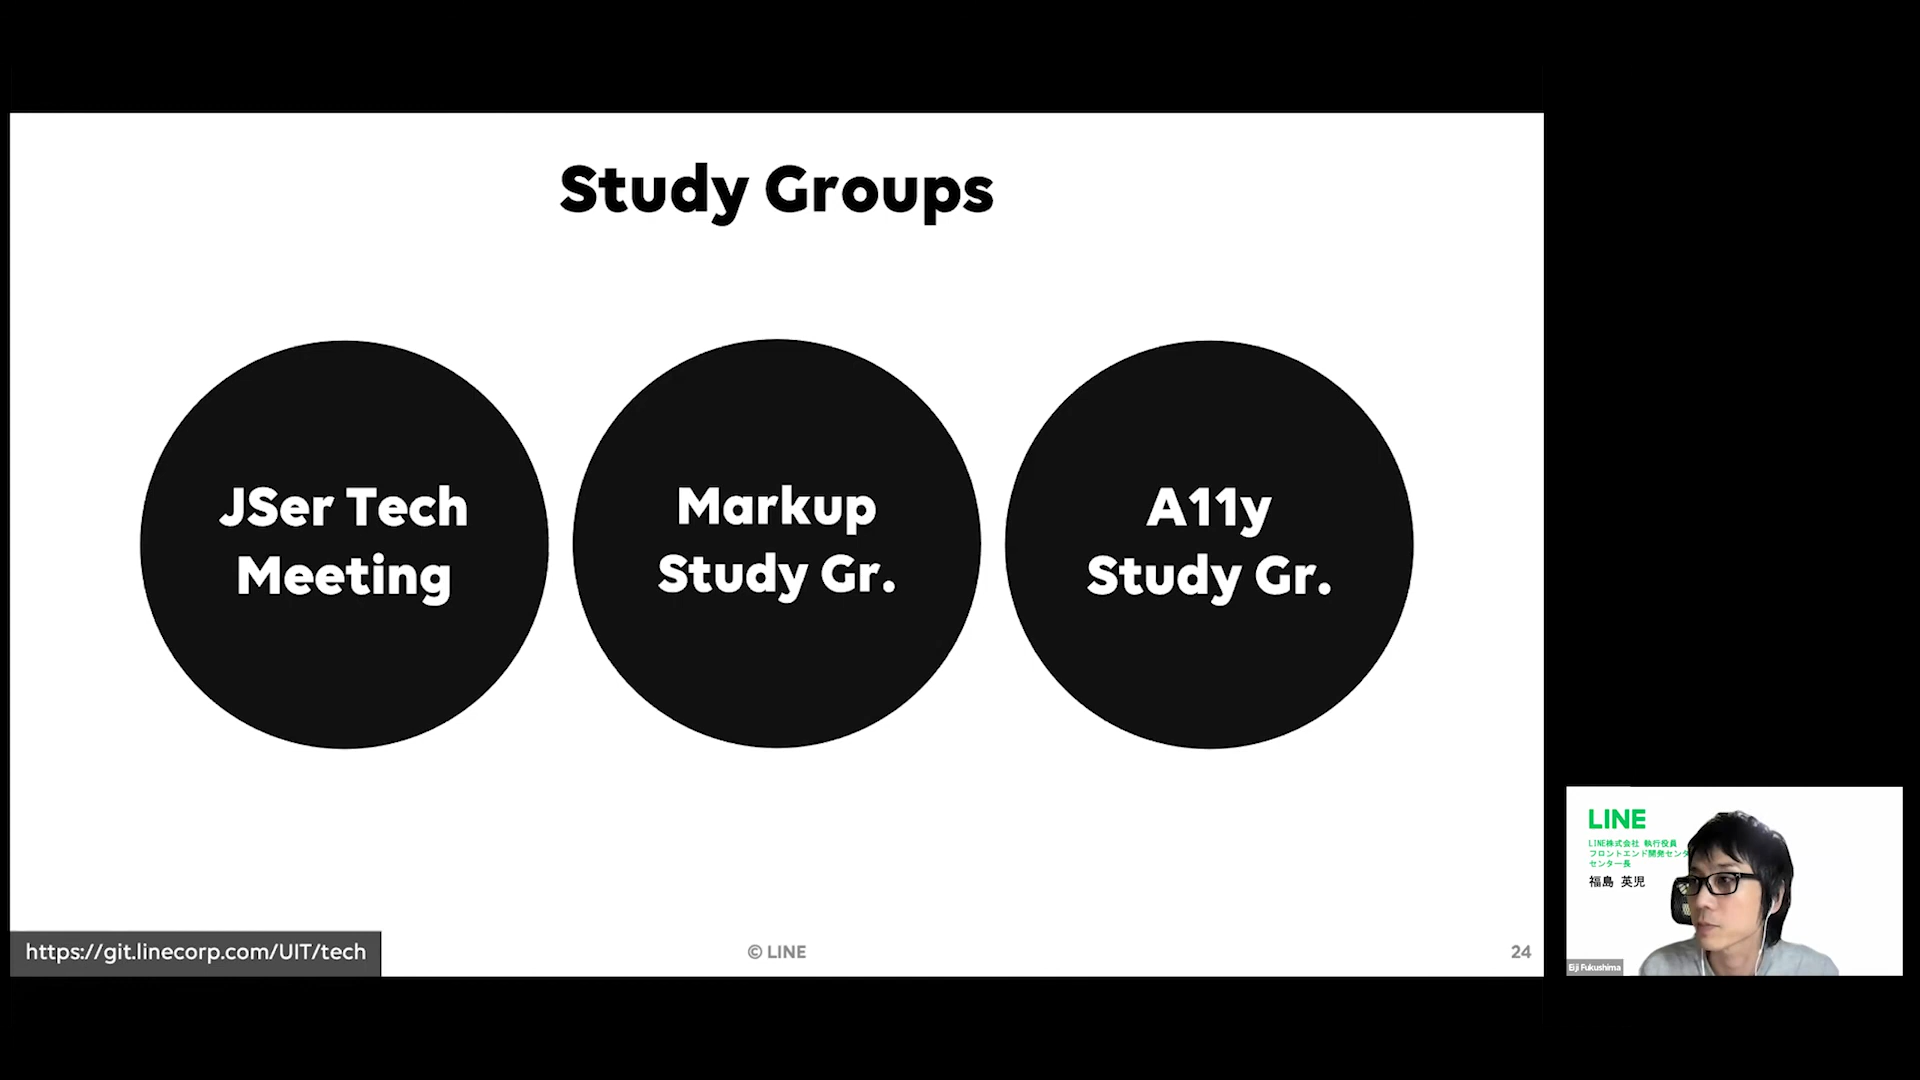 Study Groups
JSer Tech
Meeting
Markup
Study Gr.
A11y
Study Gr.
https://git.linecorp.com/UIT/tech
© LINE
24
LINE
LINE株式会社 執行役員
フロントエンド開発センタ
センター長
福島 英児
Eiji Fukushima